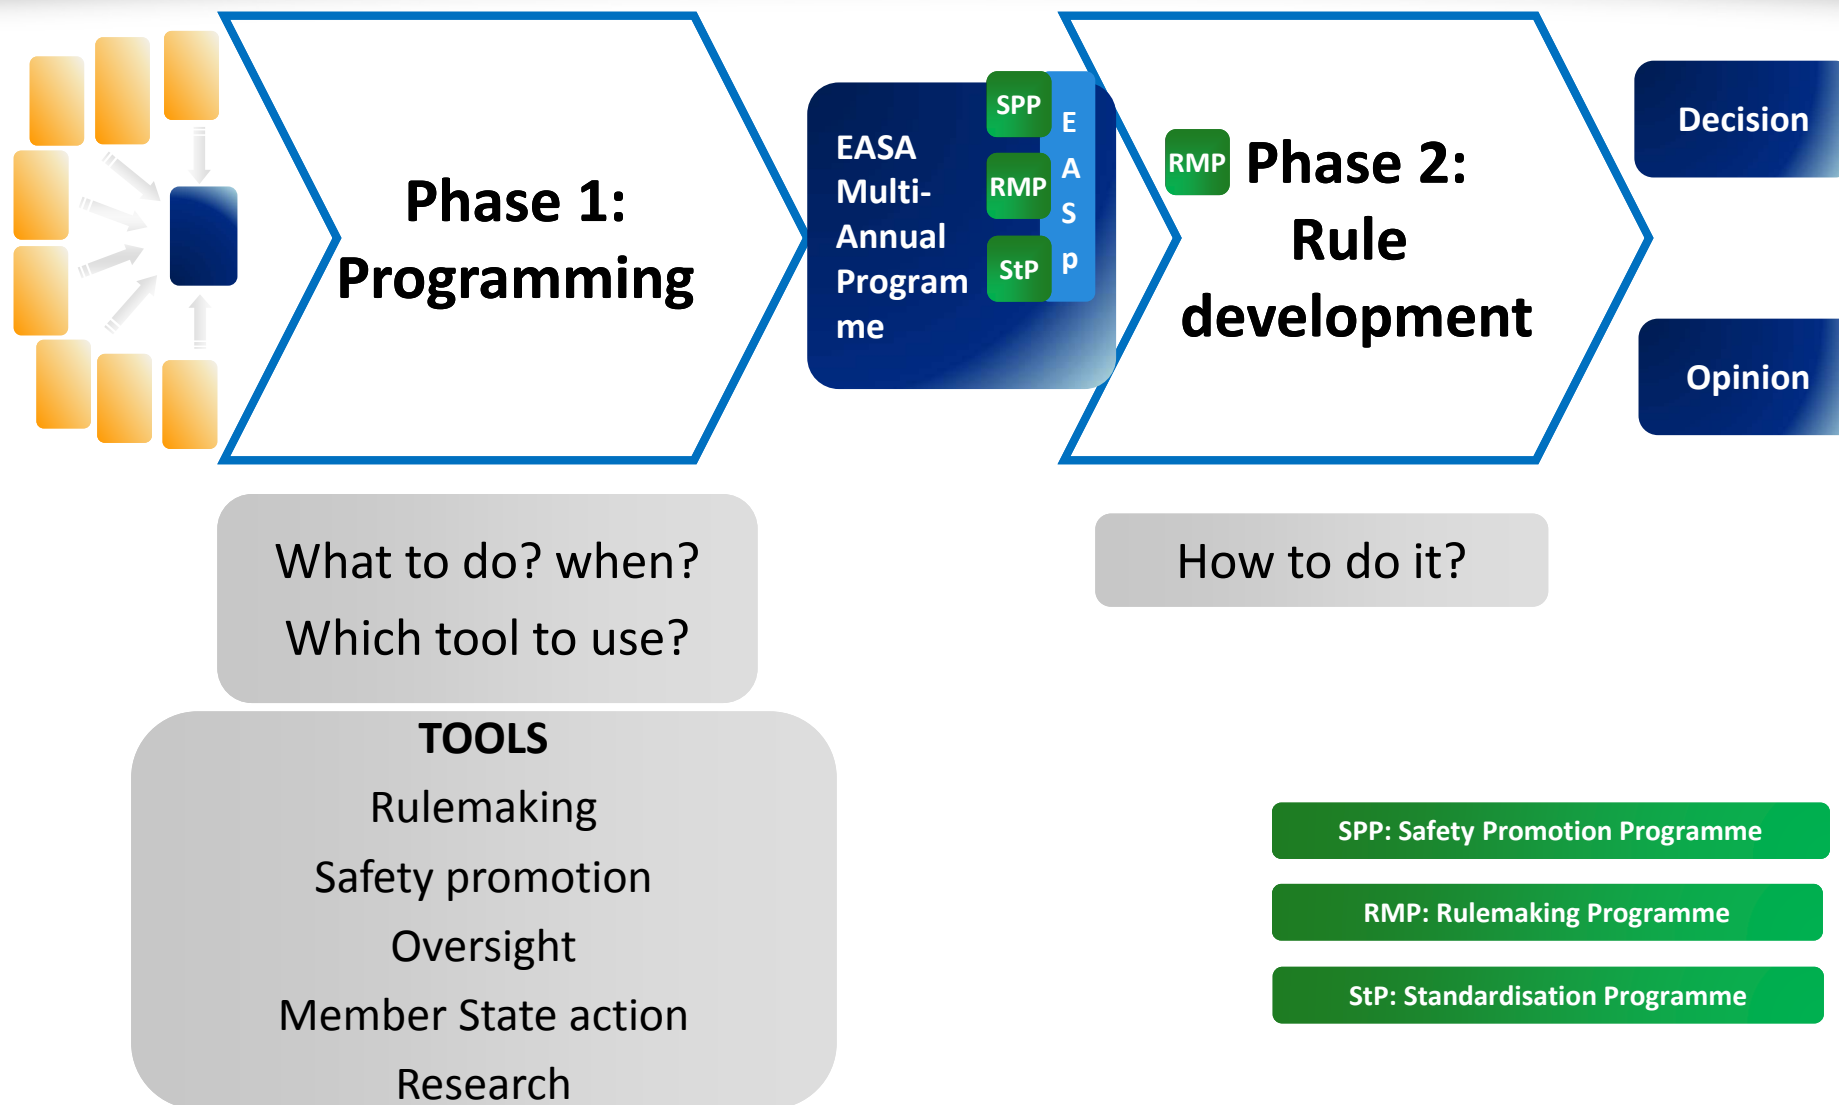 Phase 1:
Programming
EASA
Multi-
Annual
Program
me
SPP
RMP
StP
E
A
S
p
RMP
Phase 2:
Rule
development
Decision
Opinion
What to do? when?
Which tool to use?
How to do it?
TOOLS
Rulemaking
Safety promotion
Oversight
Member State action
Research
SPP: Safety Promotion Programme
RMP: Rulemaking Programme
StP: Standardisation Programme